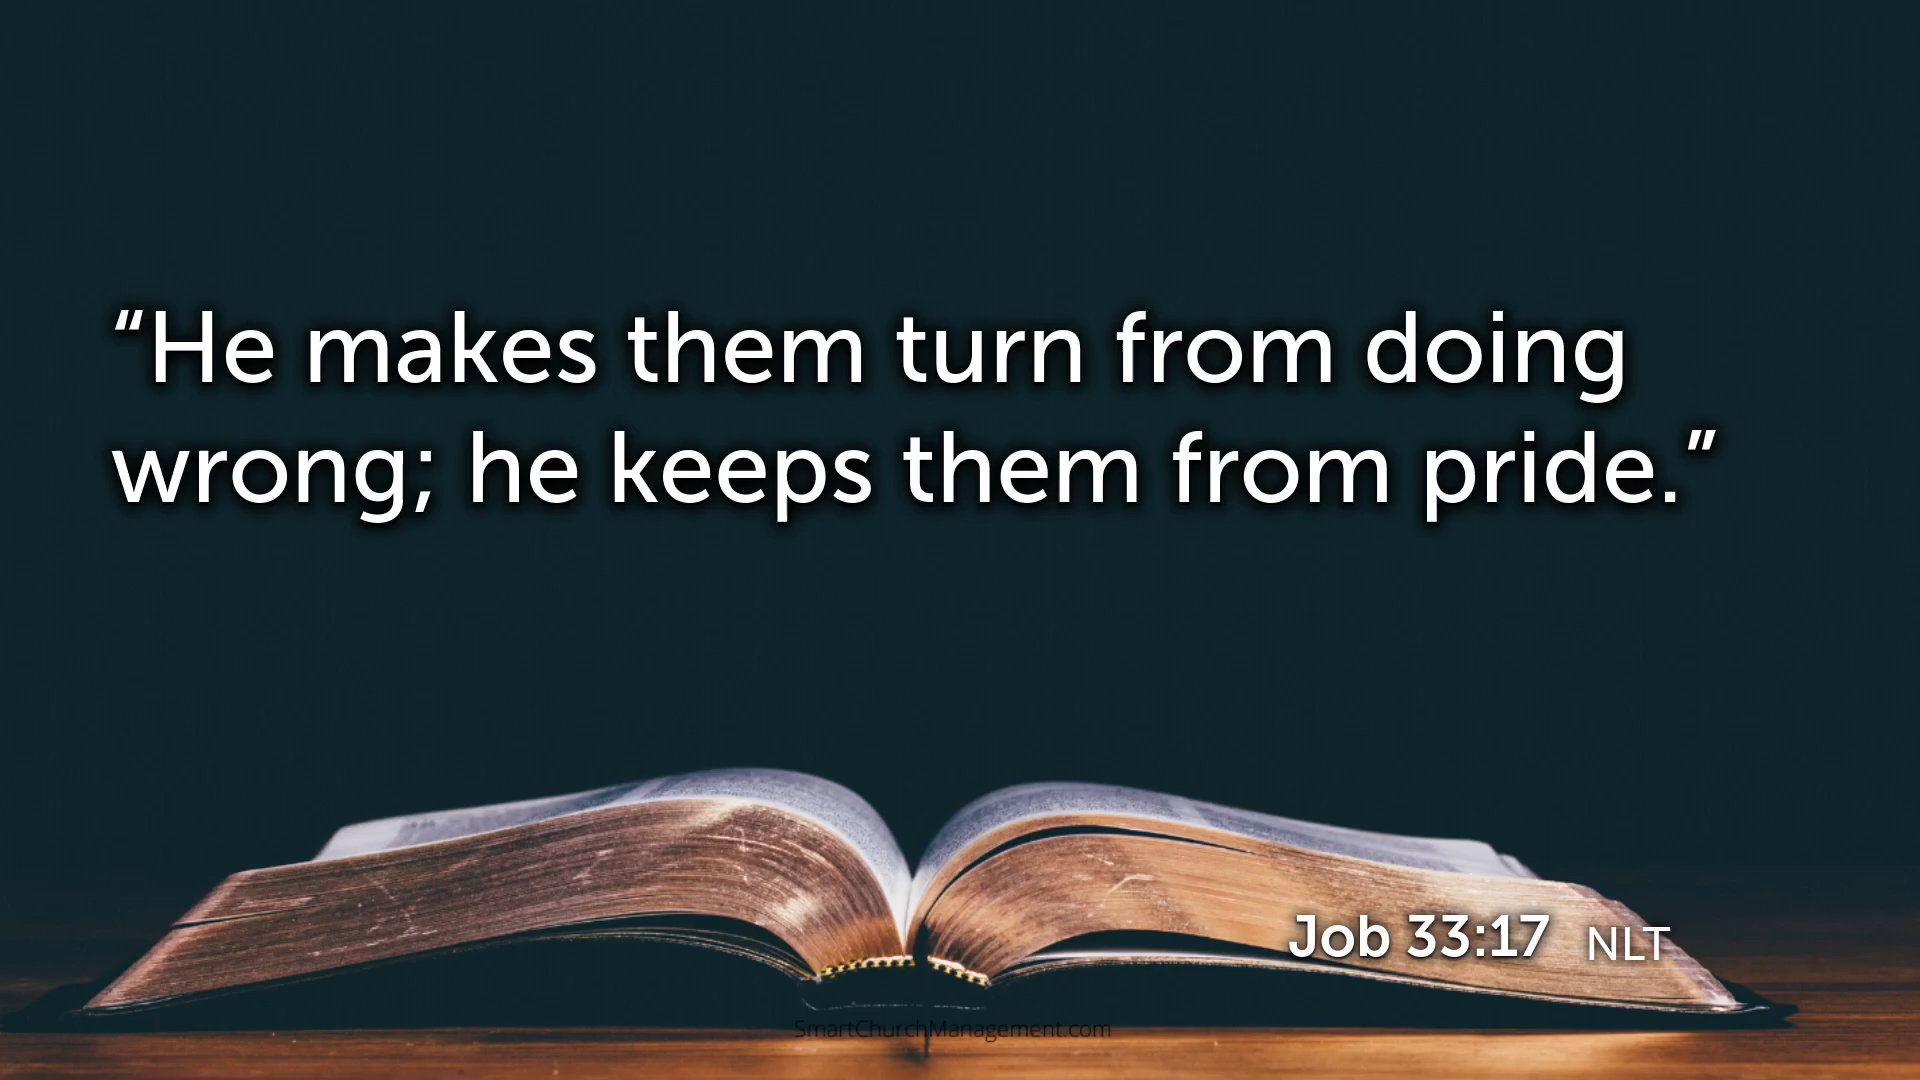 “He makes them turn from doing
wrong; he keeps them from pride.”
Job 33:17 NLT
SmartChurchManagement.com